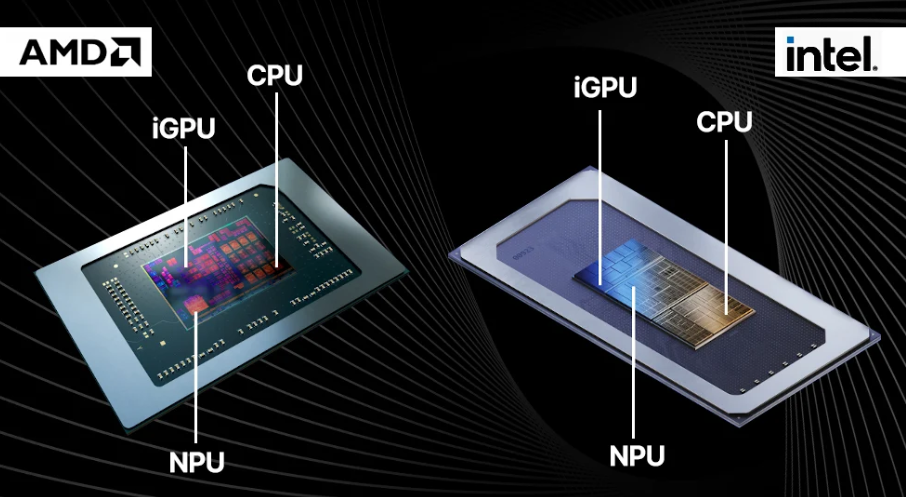 AMD
intel.
CPU
iGPU
NPU
iGPU
CPU
NPU